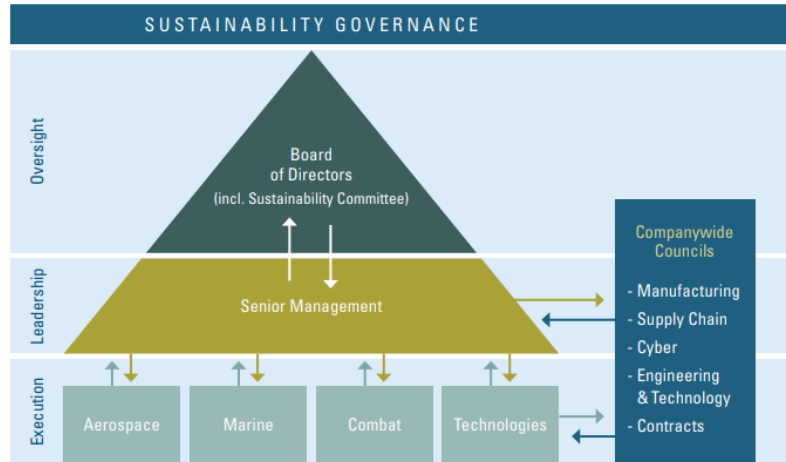 SUSTAINABILITY GOVERNANCE
Oversight
Board
of Directors
(incl. Sustainability Committee)
Leadership
Senior Management
Execution
Aerospace
Marine
Combat
Technologies
Companywide
Councils
- Manufacturing
- Supply Chain
- Cyber
- Engineering
& Technology
- Contracts